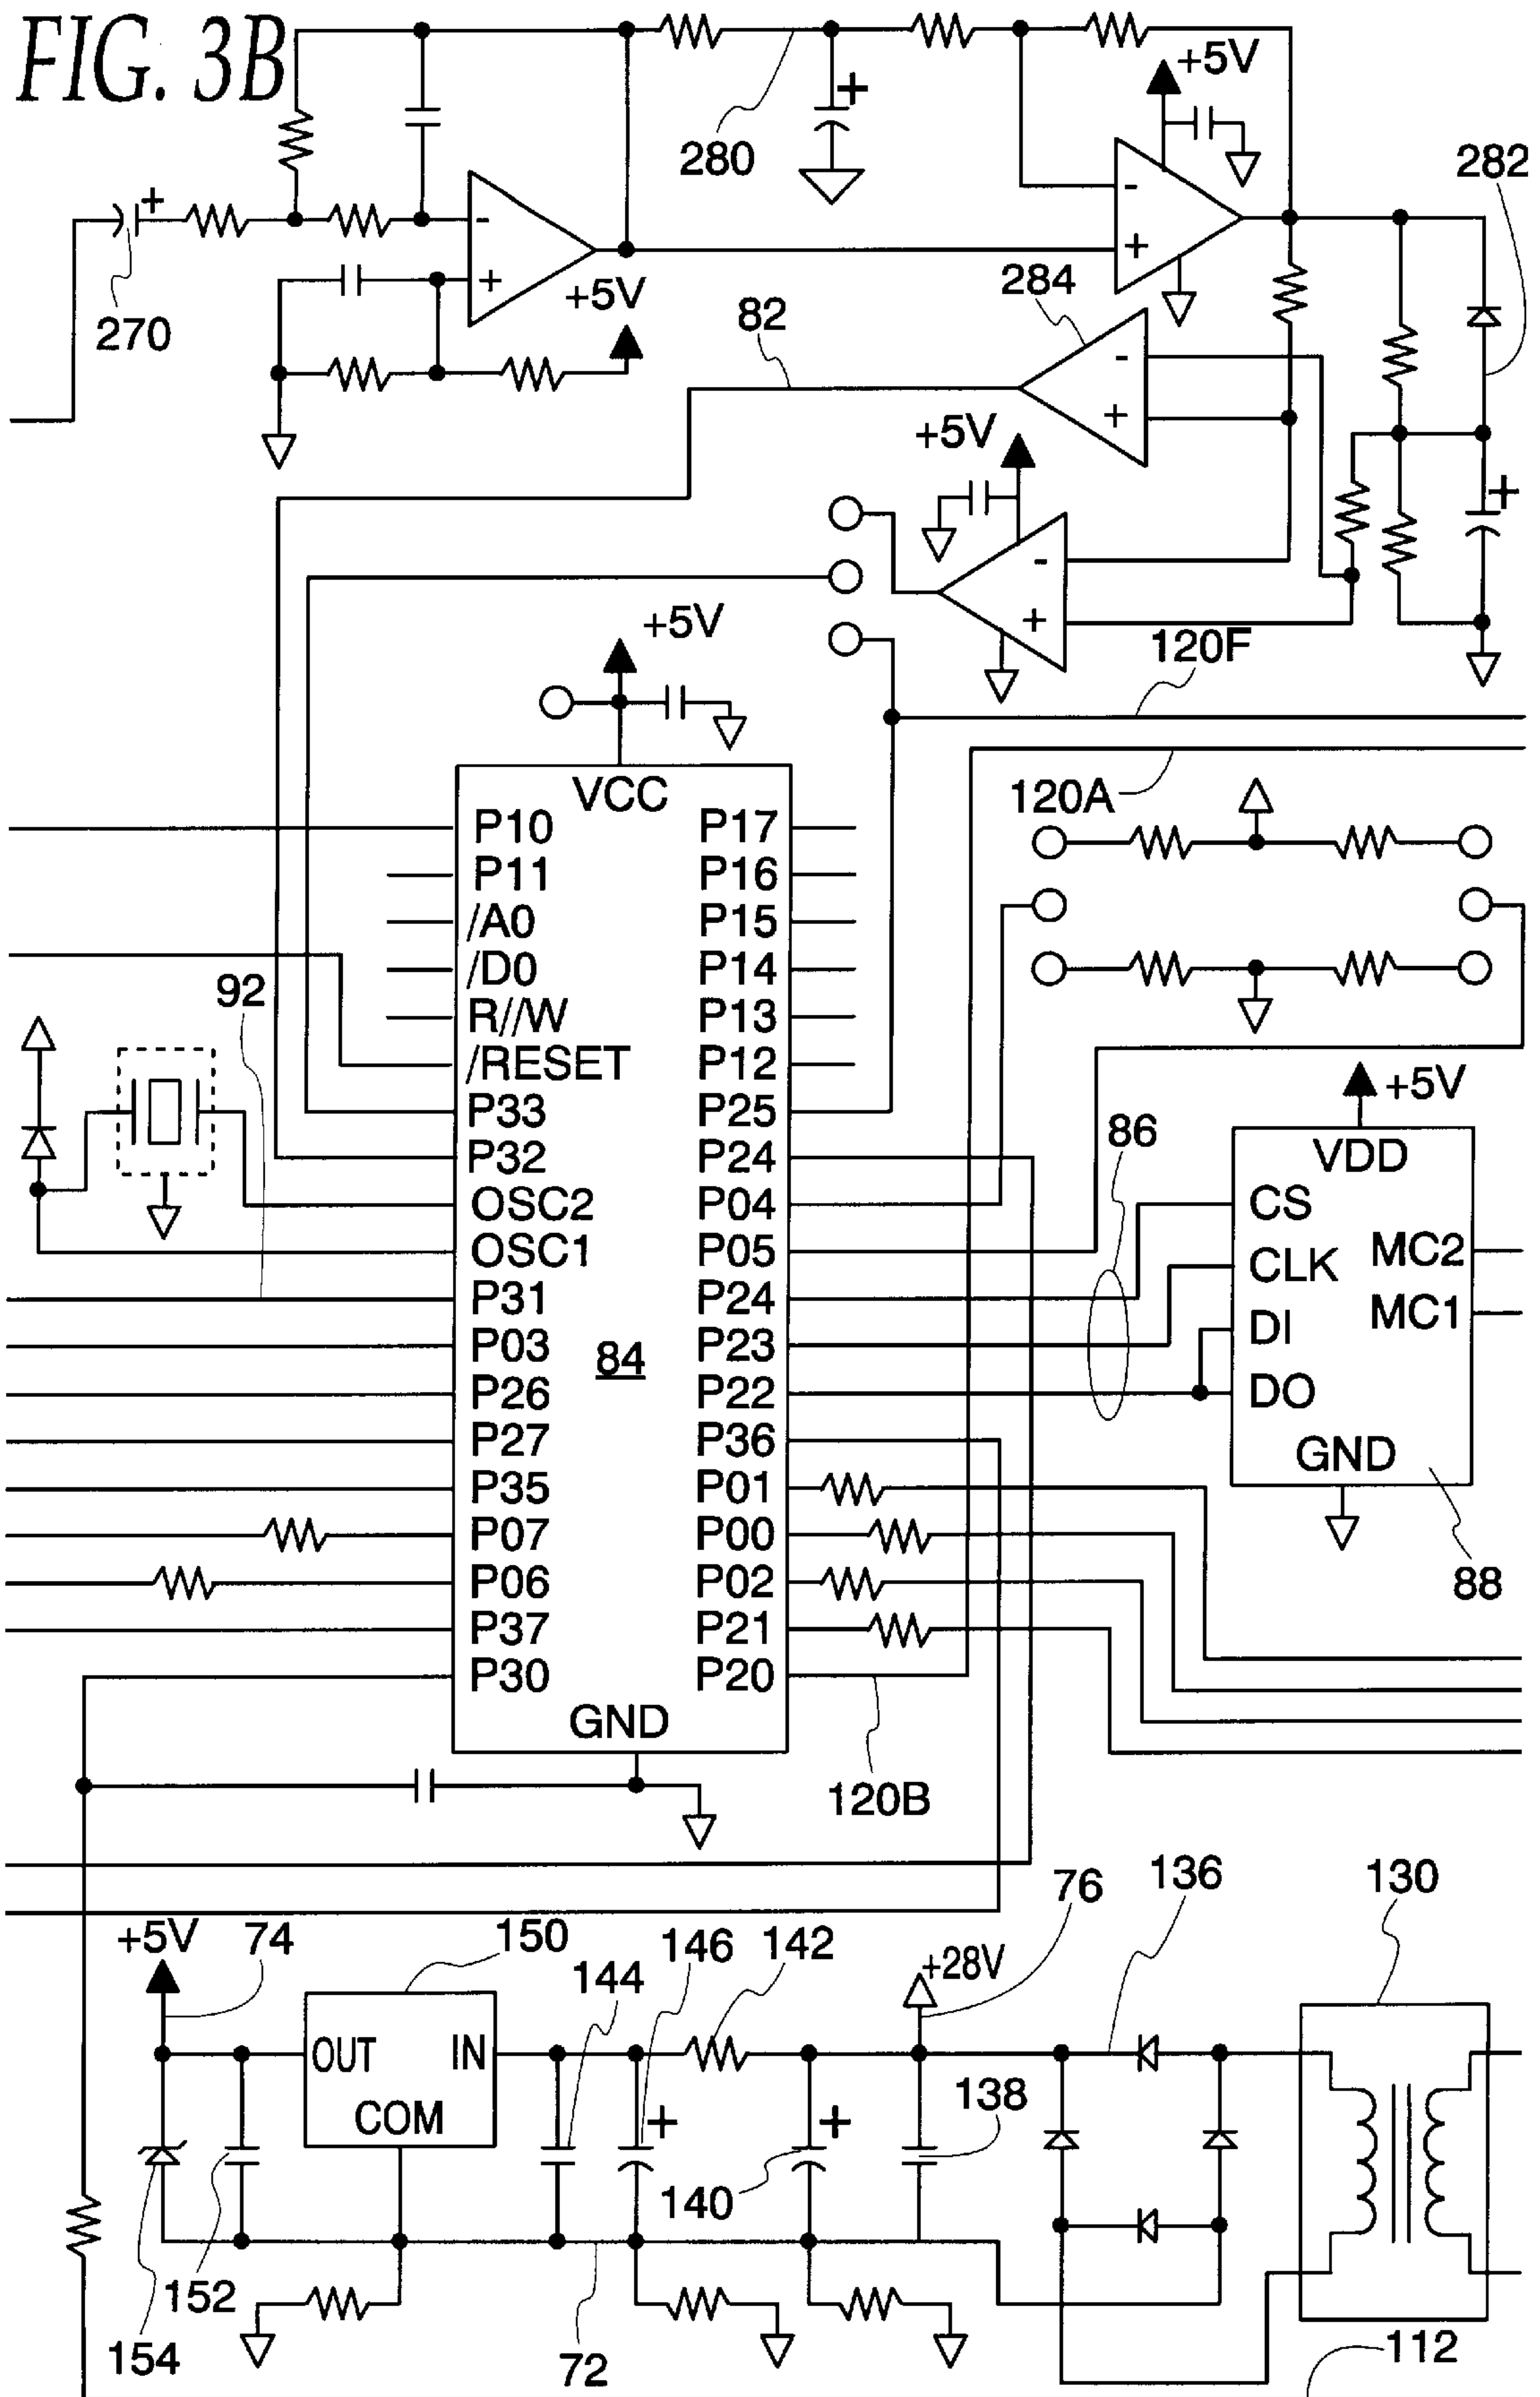 FIG. 3B
+5V
+
280
282
+
270
-
+
+5V
-
+
284
82
-
+
+5V
+
-
+
120F
+5V
120A
VCC
P10
P11
/A0
/D0
R//W
/RESET
P33
P32
OSC2
OSC1
P31
P03
P26
P27
P35
P07
P06
P37
P30
84
GND
P17
P16
P15
P14
P13
P12
P25
P24
P04
P05
P24
P23
P22
P36
P01
P00
P02
P21
P20
92
86
+5V
VDD
CS
CLK
DI
DO
MC2
MC1
GND
88
120B
+5V
74
150
144
146
142
+28V
76
136
130
OUT
IN
COM
+
+
138
140
152
154
72
112